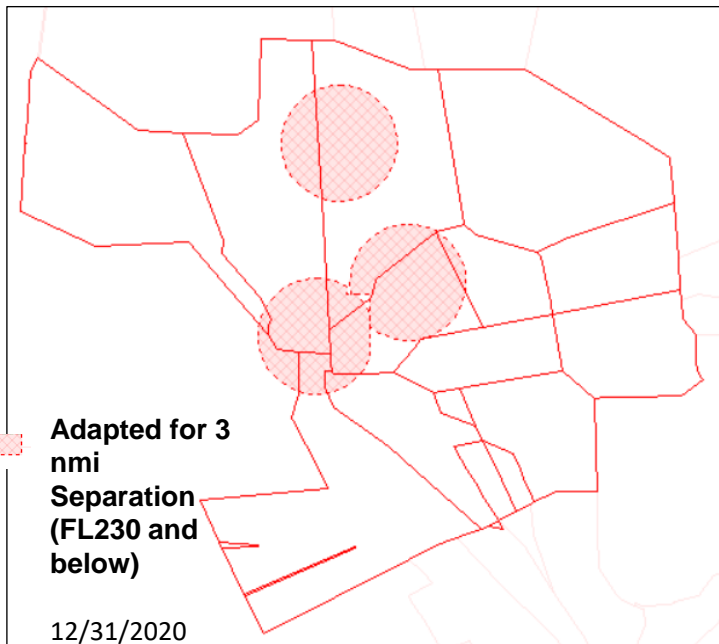 Adapted for 3
nmi
Separation
(FL230 and
below)
12/31/2020